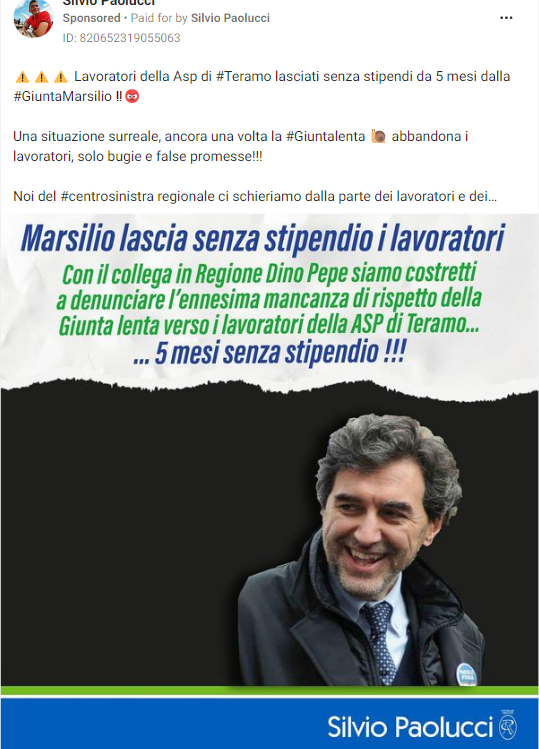 Silvio Paolucci
Sponsored • Paid for by Silvio Paolucci
ID: 820652319055063
⚠️⚠️⚠️ Lavoratori della Asp di #Teramo lasciati senza stipendi da 5 mesi dalla
#GiuntaMarsilio ‼️😡
Una situazione surreale, ancora una volta la #Giuntalenta 🐌 abbandona i
lavoratori, solo bugie e false promesse!!!
Noi del #centrosinistra regionale ci schieriamo dalla parte dei lavoratori e dei...
Marsilio lascia senza stipendio i lavoratori
Con il collega in Regione Dino Pepe siamo costretti
a denunciare l'ennesima mancanza di rispetto della
Giunta lenta verso i lavoratori della ASP di Teramo...
... 5 mesi senza stipendio !!!
Silvio Paolucci